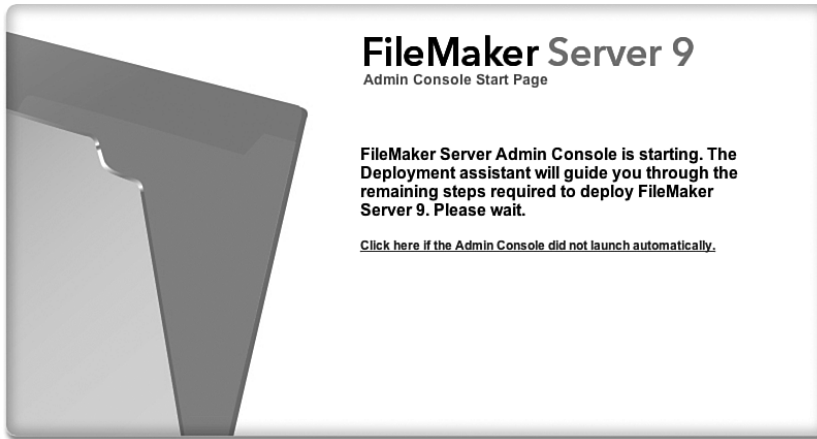 FileMaker Server 9
Admin Console Start Page
FileMaker Server Admin Console is starting. The
Deployment assistant will guide you through the
remaining steps required to deploy FileMaker
Server 9. Please wait.
Click here if the Admin Console did not launch automatically.